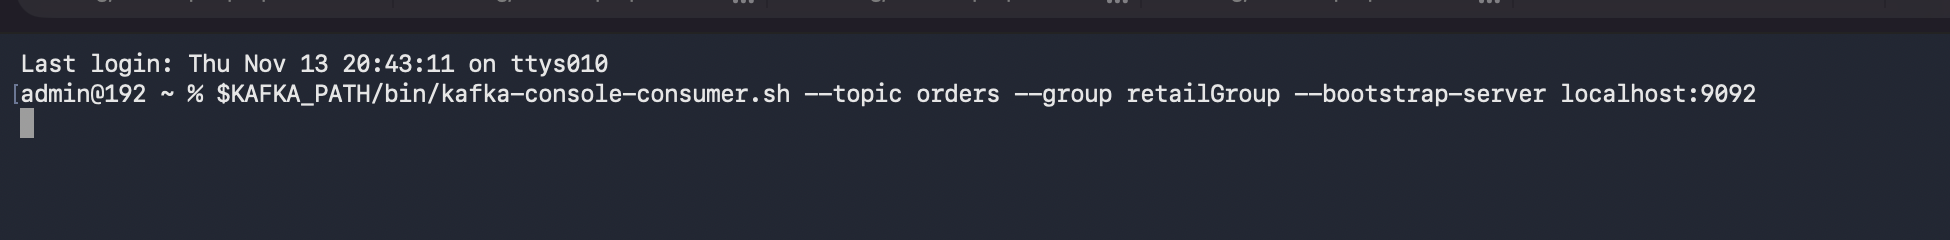 Last login: Thu Nov 13 20:43:11 on ttys010
[admin@192 ~ % $KAFKA_PATH/bin/kafka-console-consumer.sh --topic orders --group retailGroup --bootstrap-server localhost:9092